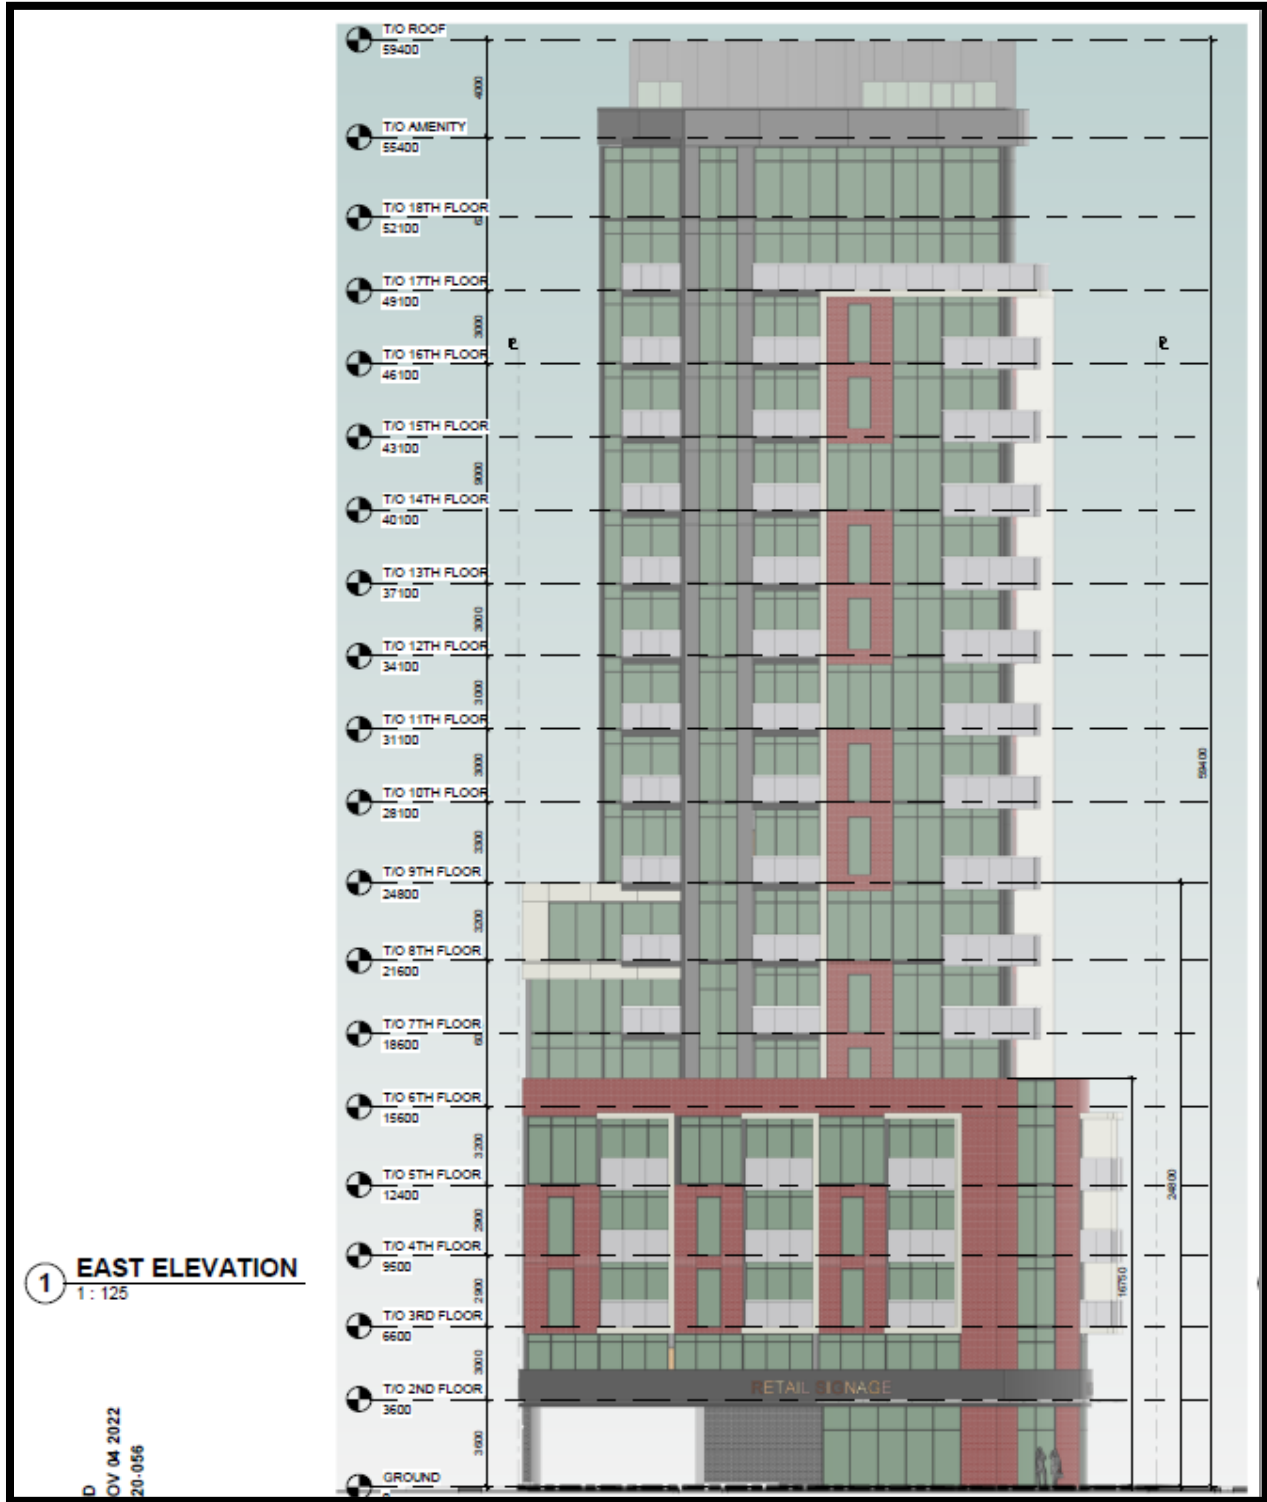 T/O ROOF
59400
4000
T/O AMENITY
55400
T/O 18TH FLOOR
52100
T/O 17TH FLOOR
49100
3000
T/O 16TH FLOOR
46100
T/O 15TH FLOOR
43100
9000
T/O 14TH FLOOR
40100
T/O 13TH FLOOR
37100
3000
T/O 12TH FLOOR
34100
3000
T/O 11TH FLOOR
31100
3000
59400
T/O 10TH FLOOR
28100
3300
T/O 9TH FLOOR
24800
3200
T/O 8TH FLOOR
21600
T/O 7TH FLOOR
18600
T/O 6TH FLOOR
15600
3200
T/O 5TH FLOOR
12400
24800
2900
T/O 4TH FLOOR
9500
2900
16750
T/O 3RD FLOOR
6600
3000
T/O 2ND FLOOR
3600
RETAIL SIGNAGE
3600
GROUND
1 EAST ELEVATION
1 : 125
D
OV 04 2022
20-056